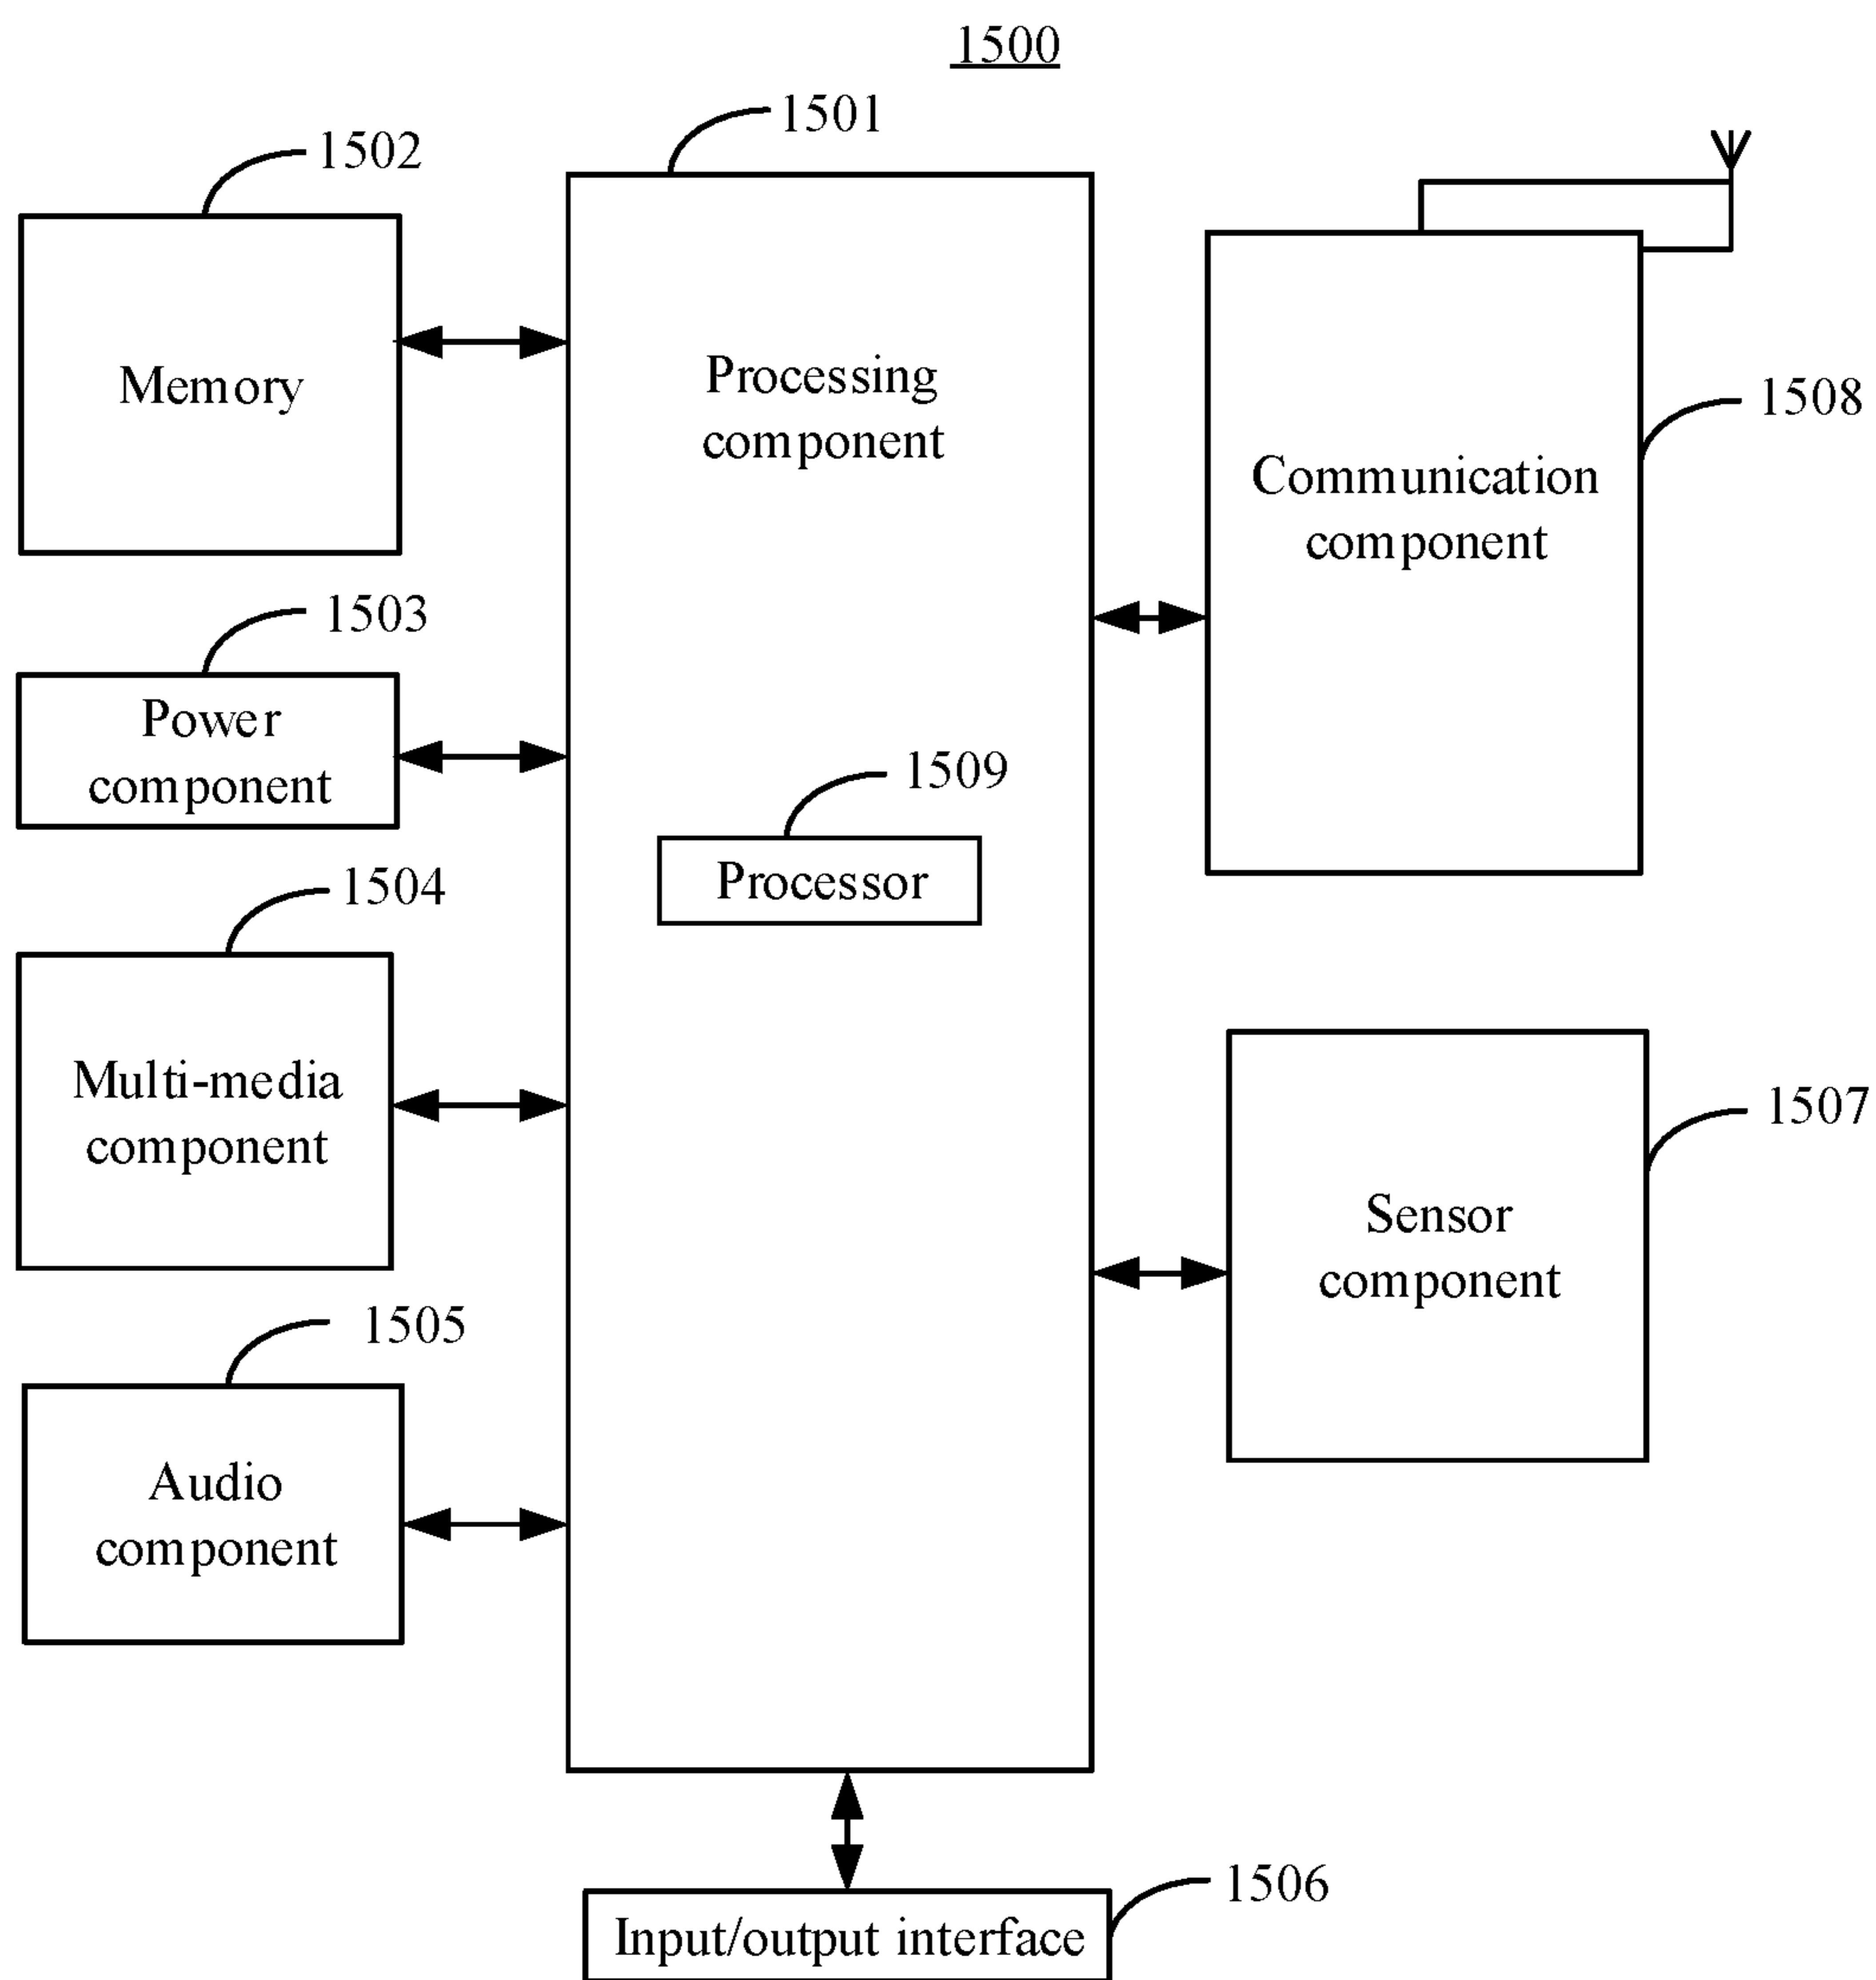 1500
1501
1502
Memory
Processing
component
1508
Communication
component
1503
Power
component
1509
Processor
1504
Multi-media
component
1507
Sensor
component
1505
Audio
component
1506
Input/output interface